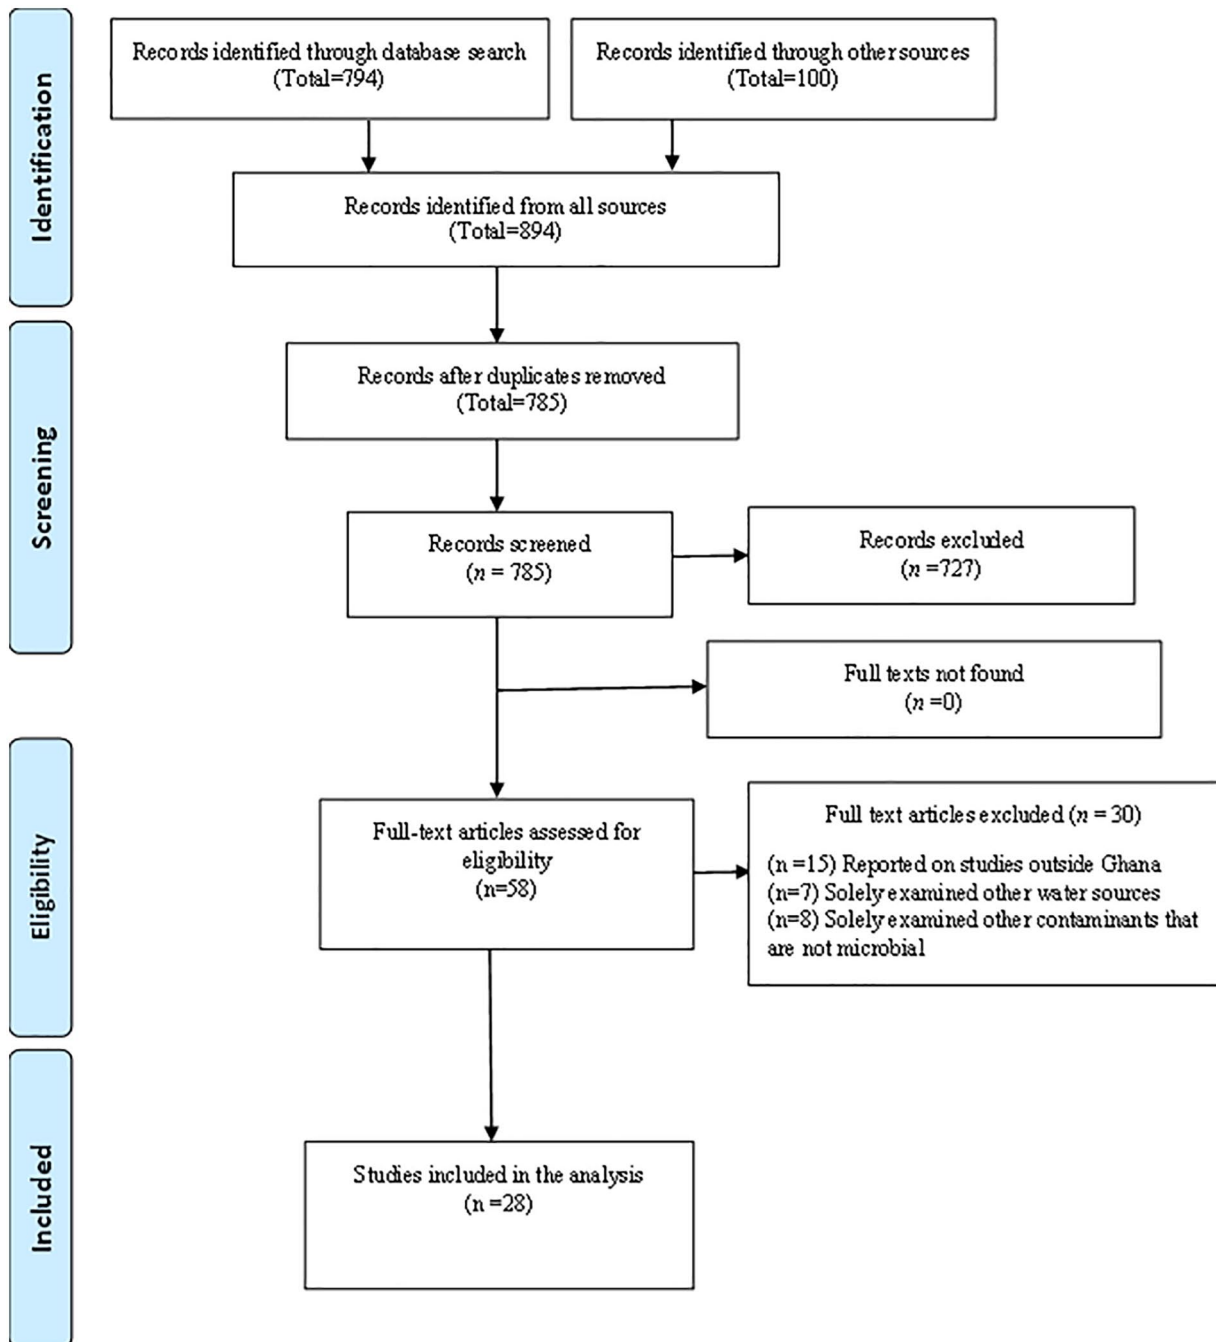 Identification
Records identified through database search
(Total=794)
Records identified through other sources
(Total=100)
Records identified from all sources
(Total=894)
Screening
Records after duplicates removed
(Total=785)
Records screened
(n = 785)
Records excluded
(n =727)
Full texts not found
(n =0)
Eligibility
Full-text articles assessed for
eligibility
(n=58)
Full text articles excluded (n = 30)
(n =15) Reported on studies outside Ghana
(n=7) Solely examined other water sources
(n=8) Solely examined other contaminants that
are not microbial
Included
Studies included in the analysis
(n =28)